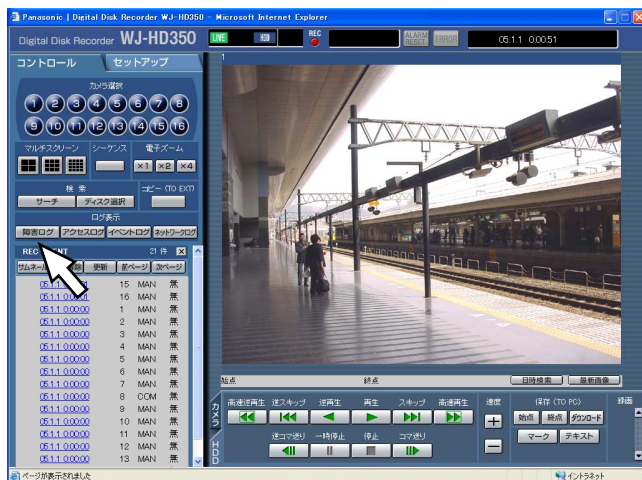 Panasonic | Digital Disk Recorder WJ-HD350 - Microsoft Internet Explorer
Digital Disk Recorder WJ-HD350
LIVE HDD REC ALARM RESET ERROR 05.1.1 0:00:51
コントロール セットアップ
1
カメラ選択
1 2 3 4 5 6 7 8
9 10 11 12 13 14 15 16
マルチスクリーン シーケンス 電子ズーム
×1 ×2 ×4
検索 コピー (TO EXT)
サーチ ディスク選択
ログ表示
障害ログ アクセスログ イベントログ ネットワークログ
REC 21 件 X
更新 前ページ 次ページ
15 MAN 無
05.1.1 0:00:01 16 MAN 無
05.1.1 0:00:00 1 MAN 無
05.1.1 0:00:00 2 MAN 無
05.1.1 0:00:00 3 MAN 無
05.1.1 0:00:00 4 MAN 無
05.1.1 0:00:00 5 MAN 無
05.1.1 0:00:00 6 MAN 無
05.1.1 0:00:00 7 MAN 無
05.1.1 0:00:00 8 COM 無
05.1.1 0:00:00 9 MAN 無
05.1.1 0:00:00 10 MAN 無
05.1.1 0:00:00 11 MAN 無
05.1.1 0:00:00 12 MAN 無
05.1.1 0:00:00 13 MAN 無
始点 終点 日時検索 最新画像
カメラ
HDD
高速逆再生 逆スキップ 逆再生 再生 スキップ 高速再生 速度 保存 (TO PC) 録画
始点 終点 ダウンロード
逆コマ送り 一時停止 停止 コマ送り
マーク テキスト
ページが表示されました イントラネット